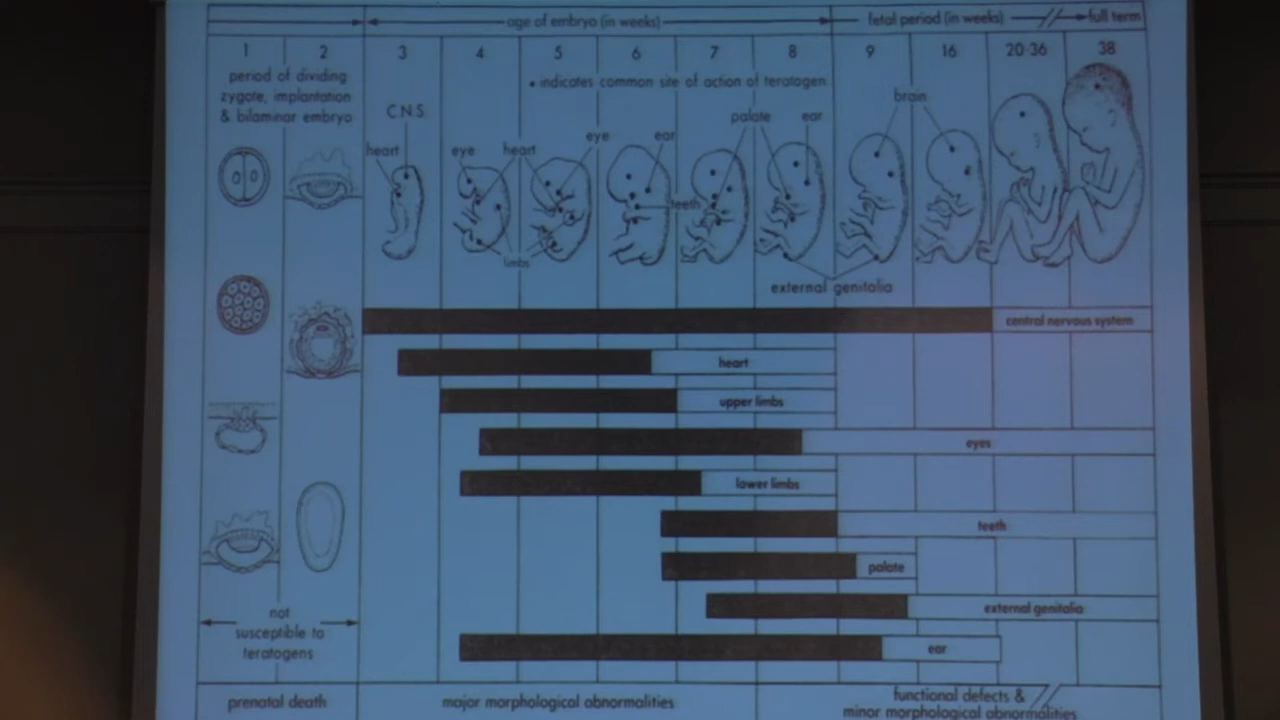 age of embryo (in weeks)
fetal period (in weeks)
full term
1
2
3
4
5
6
7
8
9
16
20-36
38
period of dividing
zygote, implantation
& bilaminar embryo
• indicates common site of action of teratogen
C.N.S.
heart
eye
heart
limbs
eye
ear
teeth
palate
ear
brain
external genitalia
central nervous system
heart
upper limbs
eyes
lower limbs
teeth
palate
external genitalia
ear
not
susceptible to
teratogens
prenatal death
major morphological abnormalities
functional defects &
minor morphological abnormalities